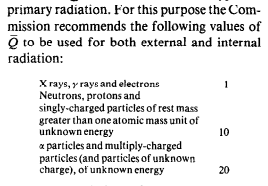 primary radiation. For this purpose the Com-
mission recommends the following values of
Q̄ to be used for both external and internal
radiation:
X rays, γ rays and electrons 1
Neutrons, protons and
singly-charged particles of rest mass
greater than one atomic mass unit of
unknown energy 10
α particles and multiply-charged
particles (and particles of unknown
charge), of unknown energy 20